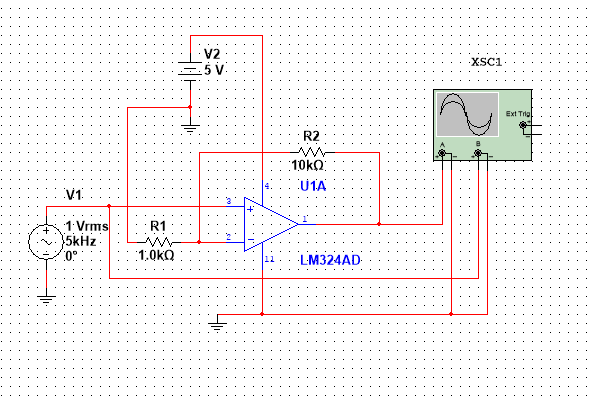 V2
5 V
XSC1
Ext Trig
+
−
A
B
+ − + −
R2
10kΩ
U1A
4
V1
3
1
+
1 Vrms
5kHz
0°
R1
1.0kΩ
2
−
11
LM324AD